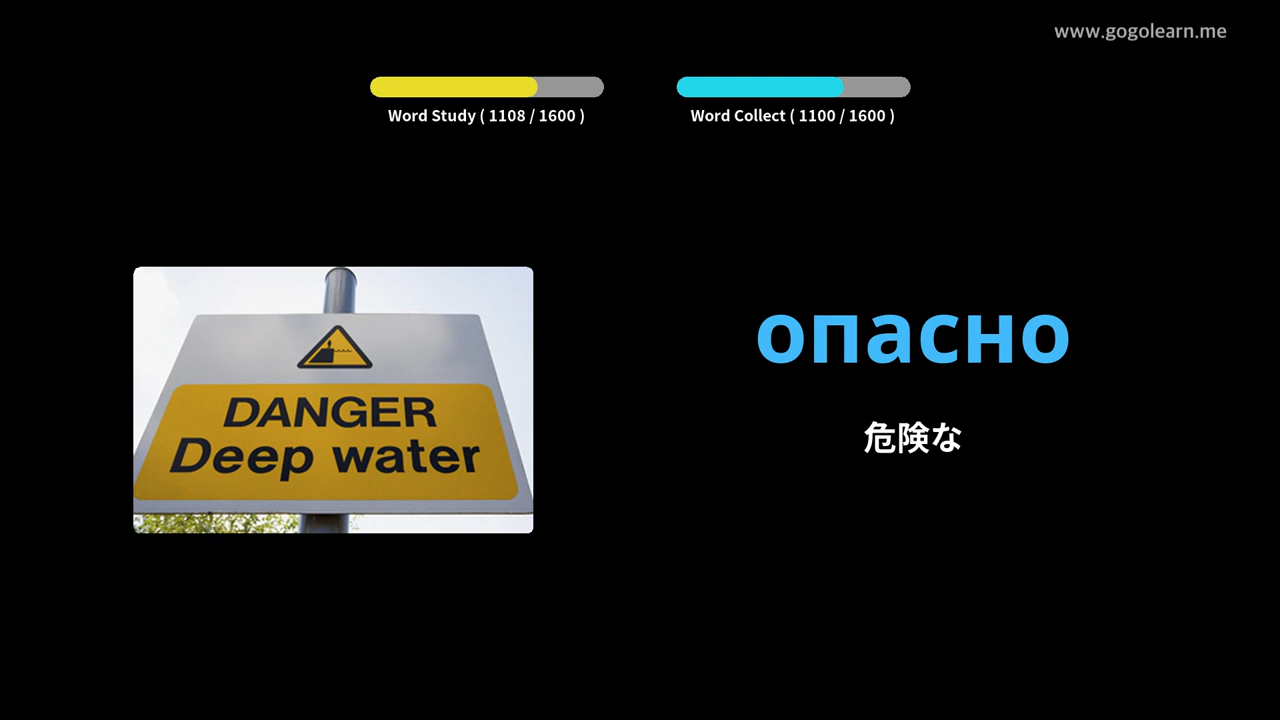 www.gogolearn.me
Word Study ( 1108 / 1600 )
Word Collect ( 1100 / 1600 )
DANGER
Deep water
опасно
危険な